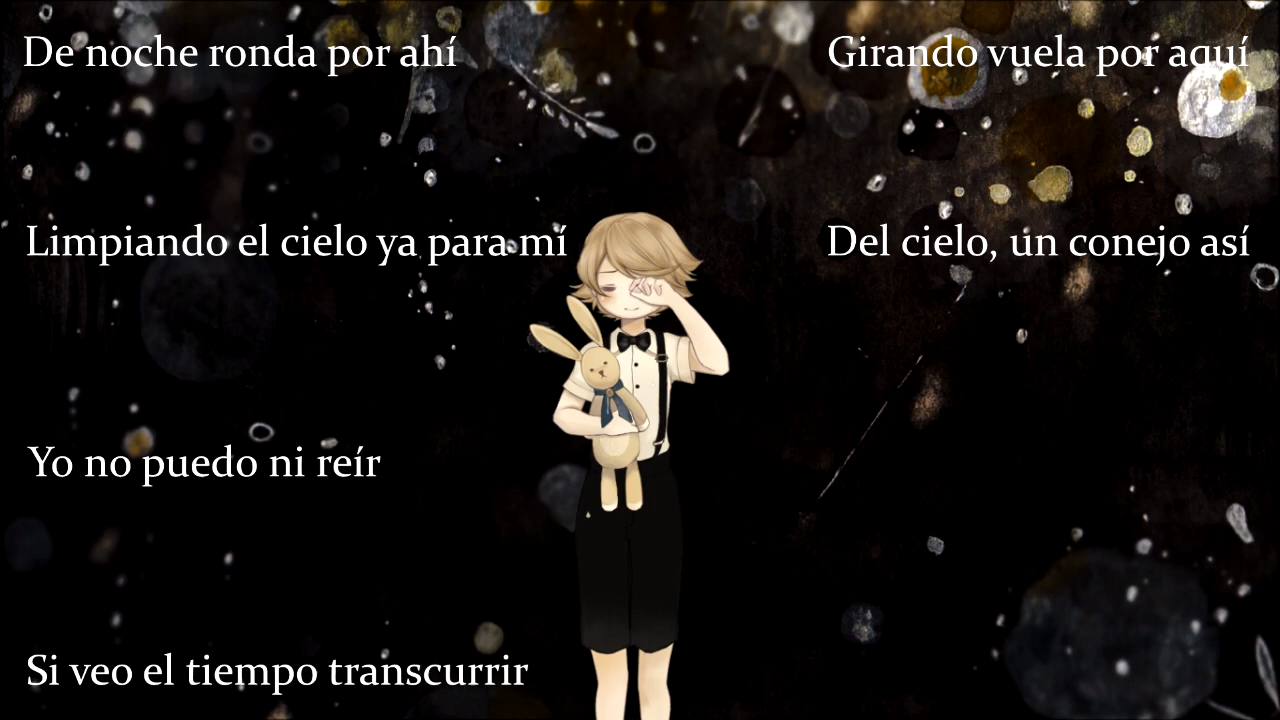 De noche ronda por ahí
Girando vuela por aquí
Limpiando el cielo ya para mí
Del cielo, un conejo así
Yo no puedo ni reír
Si veo el tiempo transcurrir